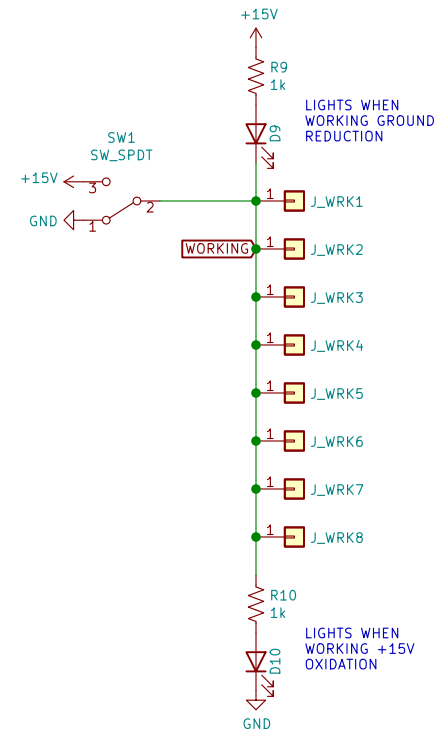 +15V
R9
1k
D9
LIGHTS WHEN
WORKING GROUND
REDUCTION
SW1
SW_SPDT
+15V
3
2
GND
1
1
J_WRK1
WORKING
1
J_WRK2
1
J_WRK3
1
J_WRK4
1
J_WRK5
1
J_WRK6
1
J_WRK7
1
J_WRK8
R10
1k
D10
LIGHTS WHEN
WORKING +15V
OXIDATION
GND